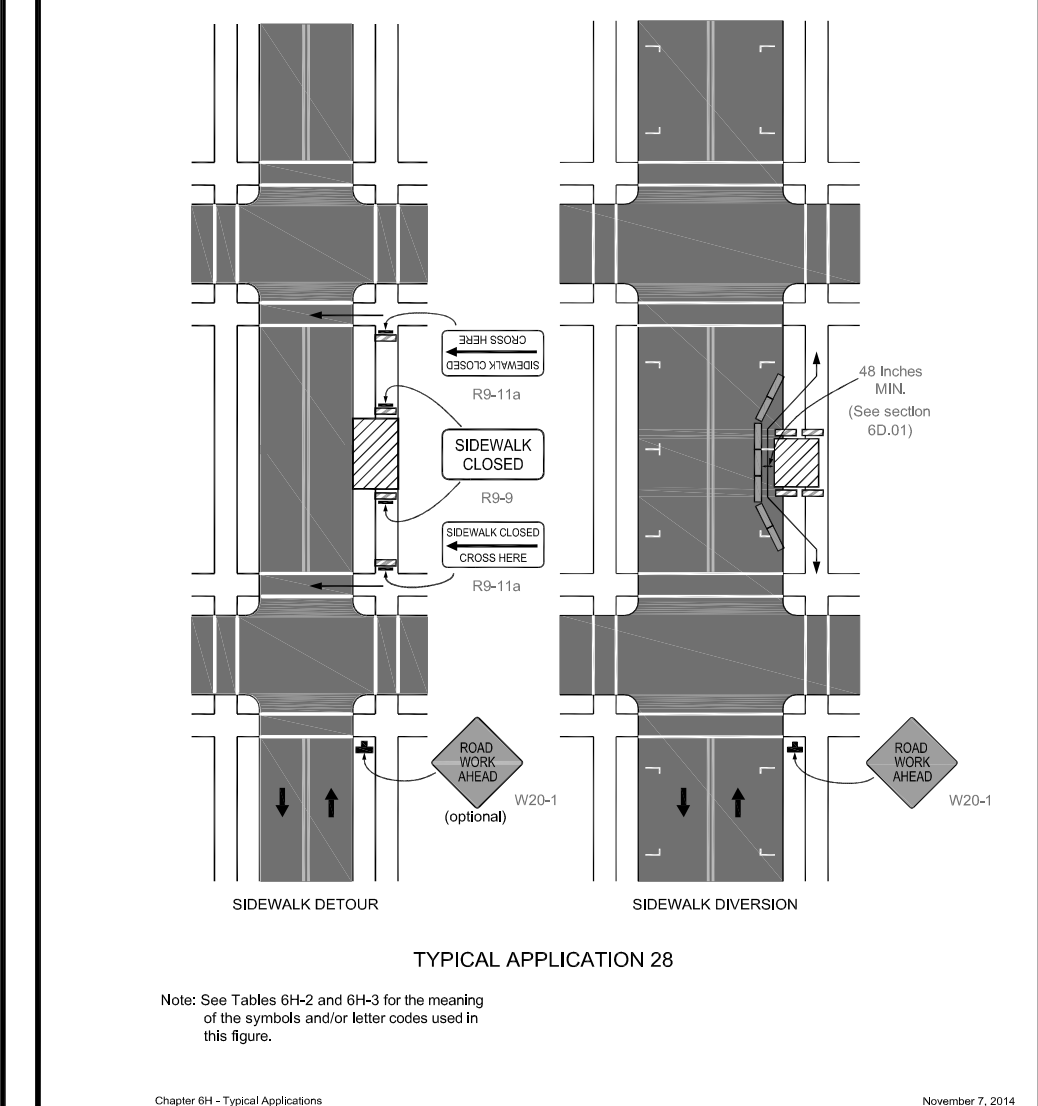 CROSS HERE
SIDEWALK CLOSED
R9-11a
SIDEWALK
CLOSED
R9-9
SIDEWALK CLOSED
CROSS HERE
R9-11a
ROAD
WORK
AHEAD
W20-1
(optional)
SIDEWALK DETOUR
48 Inches
MIN.
(See section
6D.01)
ROAD
WORK
AHEAD
W20-1
SIDEWALK DIVERSION
TYPICAL APPLICATION 28
Note: See Tables 6H-2 and 6H-3 for the meaning
of the symbols and/or letter codes used in
this figure.
Chapter 6H - Typical Applications
November 7, 2014